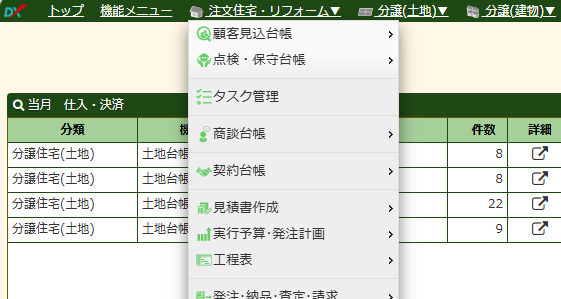 DX トップ 機能メニュー 注文住宅・リフォーム▼ 分譲(土地)▼ 分譲(建物)▼
顧客見込台帳
点検・保守台帳
タスク管理
商談台帳
契約台帳
見積書作成
実行予算・発注計画
工程表
発注・納品・査定・請求
当月 仕入・決済
分類 件数 詳細
分譲住宅(土地) 土地台帳 8
分譲住宅(土地) 土地台帳 8
分譲住宅(土地) 土地台帳 22
分譲住宅(土地) 土地台帳 9